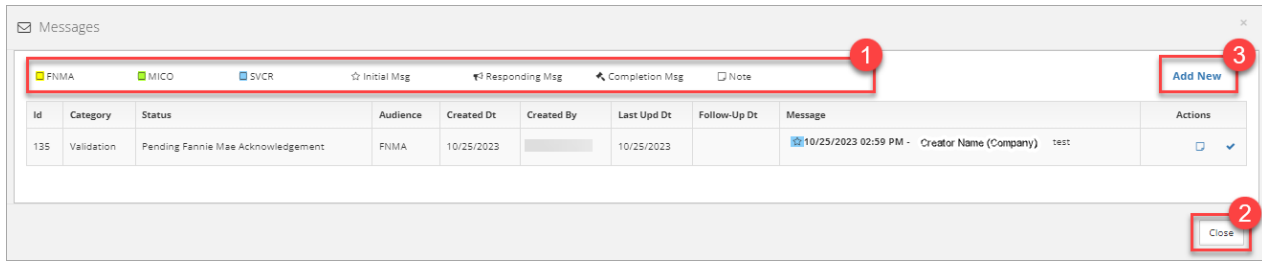 Messages
1
3
FNMA MICO SVCR Initial Msg Responding Msg Completion Msg Note
Add New
Id Category Status Audience Created Dt Created By Last Upd Dt Follow-Up Dt Message Actions
135 Validation Pending Fannie Mae Acknowledgement FNMA 10/25/2023 10/25/2023 10/25/2023 02:59 PM - Creator Name (Company) test
2
Close